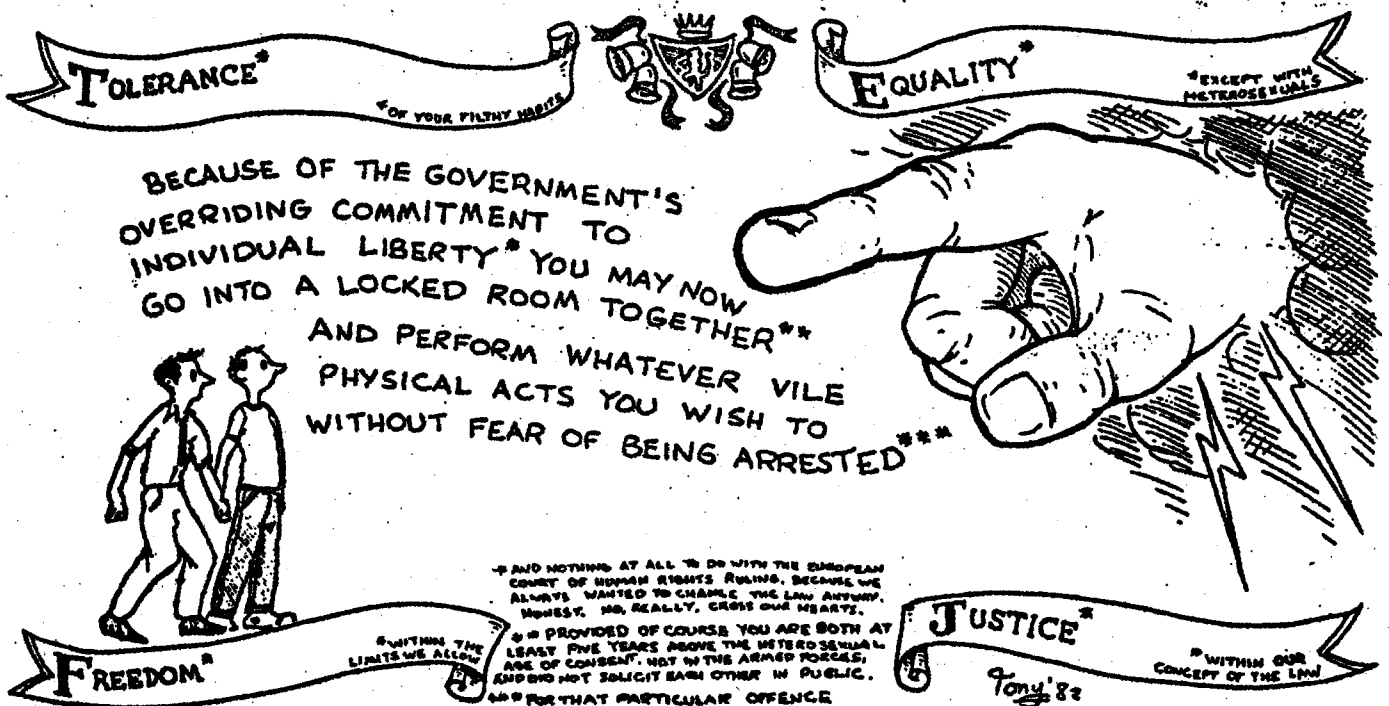 TOLERANCE*
*OF YOUR FILTHY HABITS
EQUALITY*
*EXCEPT WITH
HETEROSEXUALS
BECAUSE OF THE GOVERNMENT'S
OVERRIDING COMMITMENT TO
INDIVIDUAL LIBERTY* YOU MAY NOW
GO INTO A LOCKED ROOM TOGETHER**
AND PERFORM WHATEVER VILE
PHYSICAL ACTS YOU WISH TO
WITHOUT FEAR OF BEING ARRESTED***
* AND NOTHING AT ALL TO DO WITH THE EUROPEAN
COURT OF HUMAN RIGHTS RULING, BECAUSE WE
ALWAYS WANTED TO CHANGE THE LAW ANYWAY.
HONEST. NO, REALLY, CROSS OUR HEARTS.
** PROVIDED OF COURSE YOU ARE BOTH AT
LEAST FIVE YEARS ABOVE THE HETEROSEXUAL
AGE OF CONSENT, NOT IN THE ARMED FORCES,
AND DID NOT SOLICIT EACH OTHER IN PUBLIC.
*** FOR THAT PARTICULAR OFFENCE
FREEDOM*
*WITHIN THE
LIMITS WE ALLOW
JUSTICE*
*WITHIN OUR
CONCEPT OF THE LAW
Tony '82